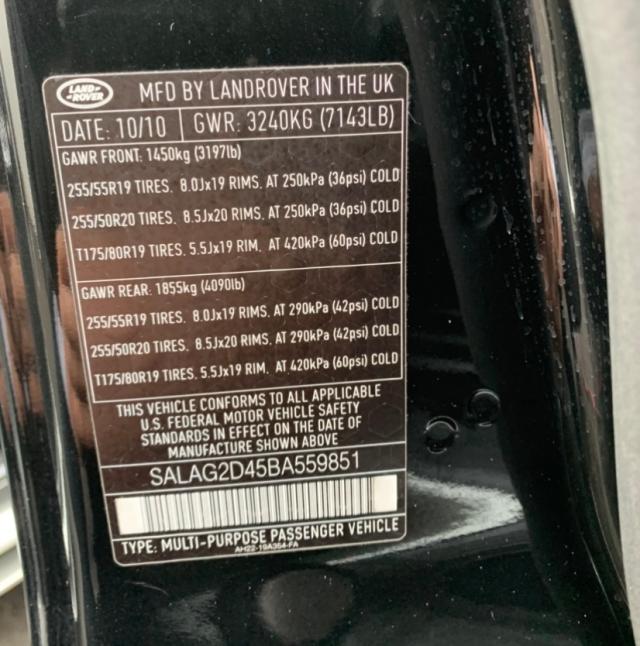 LAND-
-ROVER
MFD BY LANDROVER IN THE UK
DATE: 10/10 GWR: 3240KG (7143LB)
GAWR FRONT: 1450kg (3197lb)
255/55R19 TIRES. 8.0Jx19 RIMS. AT 250kPa (36psi) COLD
255/50R20 TIRES. 8.5Jx20 RIMS. AT 250kPa (36psi) COLD
T175/80R19 TIRES. 5.5Jx19 RIM. AT 420kPa (60psi) COLD
GAWR REAR: 1855kg (4090lb)
255/55R19 TIRES. 8.0Jx19 RIMS. AT 290kPa (42psi) COLD
255/50R20 TIRES. 8.5Jx20 RIMS. AT 290kPa (42psi) COLD
T175/80R19 TIRES. 5.5Jx19 RIM. AT 420kPa (60psi) COLD
THIS VEHICLE CONFORMS TO ALL APPLICABLE
U.S. FEDERAL MOTOR VEHICLE SAFETY
STANDARDS IN EFFECT ON THE DATE OF
MANUFACTURE SHOWN ABOVE
SALAG2D45BA559851
TYPE: MULTI-PURPOSE PASSENGER VEHICLE
AH22-19A354-FA